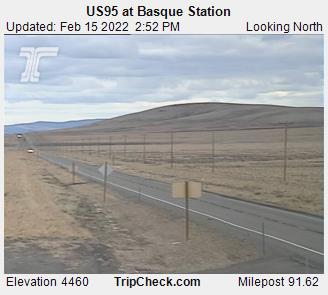 US95 at Basque Station
Updated: Feb 15 2022 2:52 PM Looking North
Elevation 4460 TripCheck.com Milepost 91.62